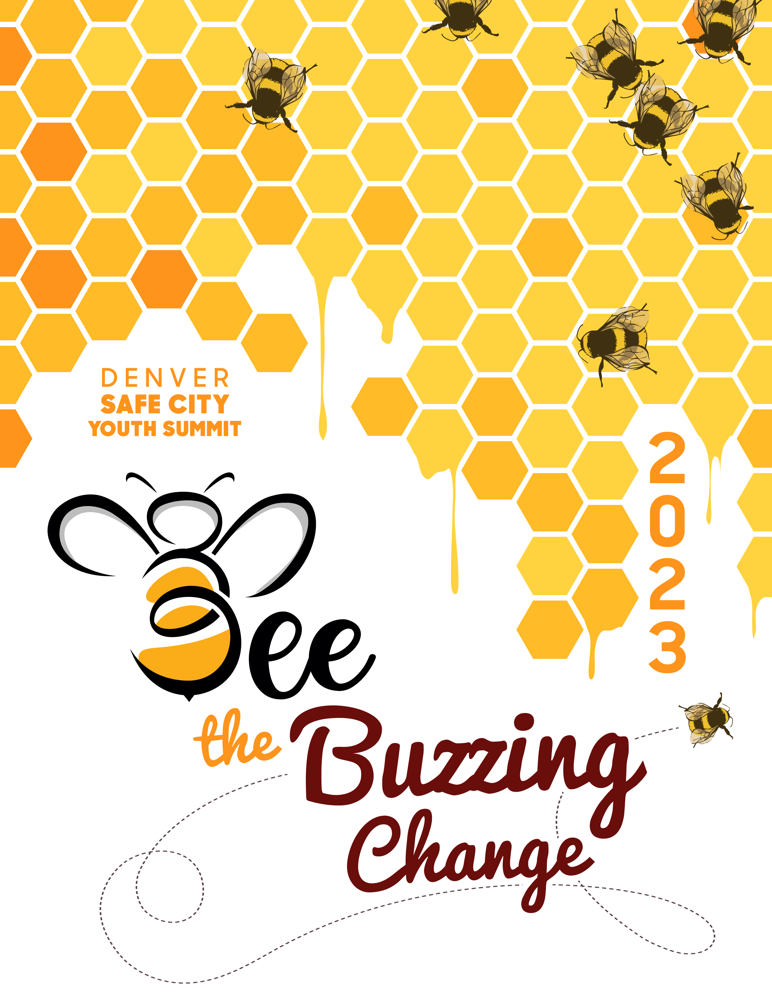 DENVER
SAFE CITY
YOUTH SUMMIT
2023
Bee
the Buzzing
Change